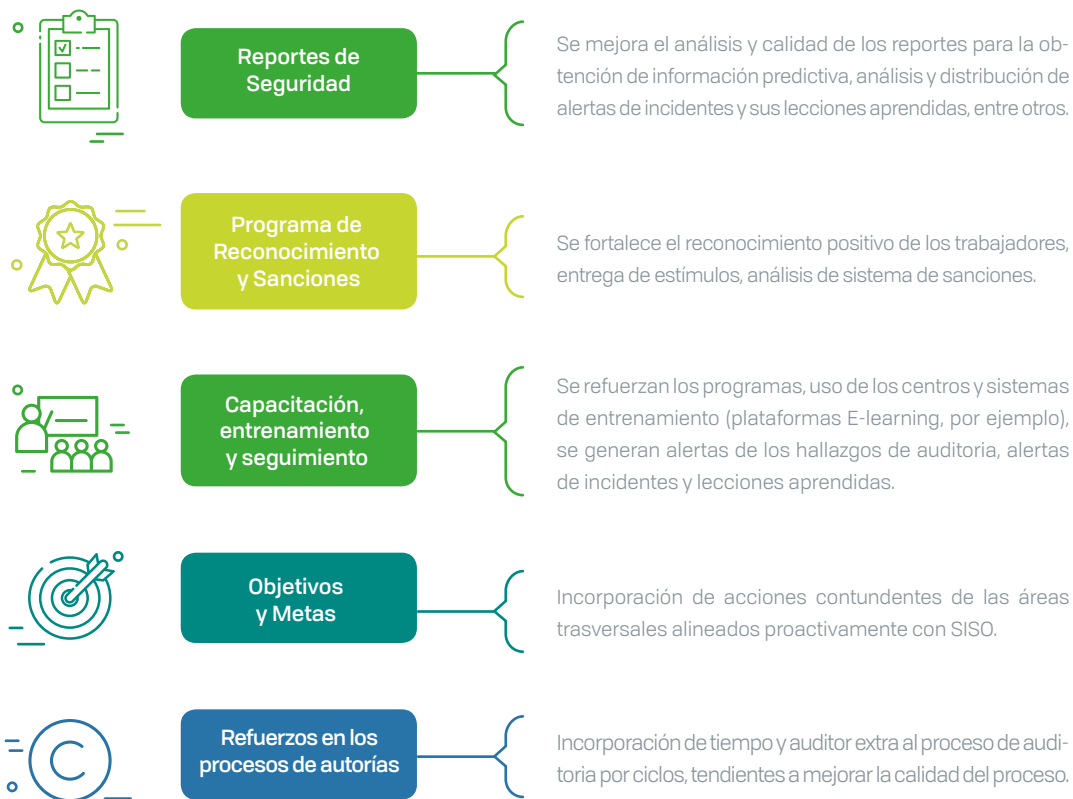 Reportes de
Seguridad
Se mejora el análisis y calidad de los reportes para la ob-
tención de información predictiva, análisis y distribución de
alertas de incidentes y sus lecciones aprendidas, entre otros.
Programa de
Reconocimiento
y Sanciones
Se fortalece el reconocimiento positivo de los trabajadores,
entrega de estímulos, análisis de sistema de sanciones.
Capacitación,
entrenamiento
y seguimiento
Se refuerzan los programas, uso de los centros y sistemas
de entrenamiento (plataformas E-learning, por ejemplo),
se generan alertas de los hallazgos de auditoria, alertas
de incidentes y lecciones aprendidas.
Objetivos
y Metas
Incorporación de acciones contundentes de las áreas
trasversales alineados proactivamente con SISO.
C
Refuerzos en los
procesos de autorías
Incorporación de tiempo y auditor extra al proceso de audi-
toria por ciclos, tendientes a mejorar la calidad del proceso.